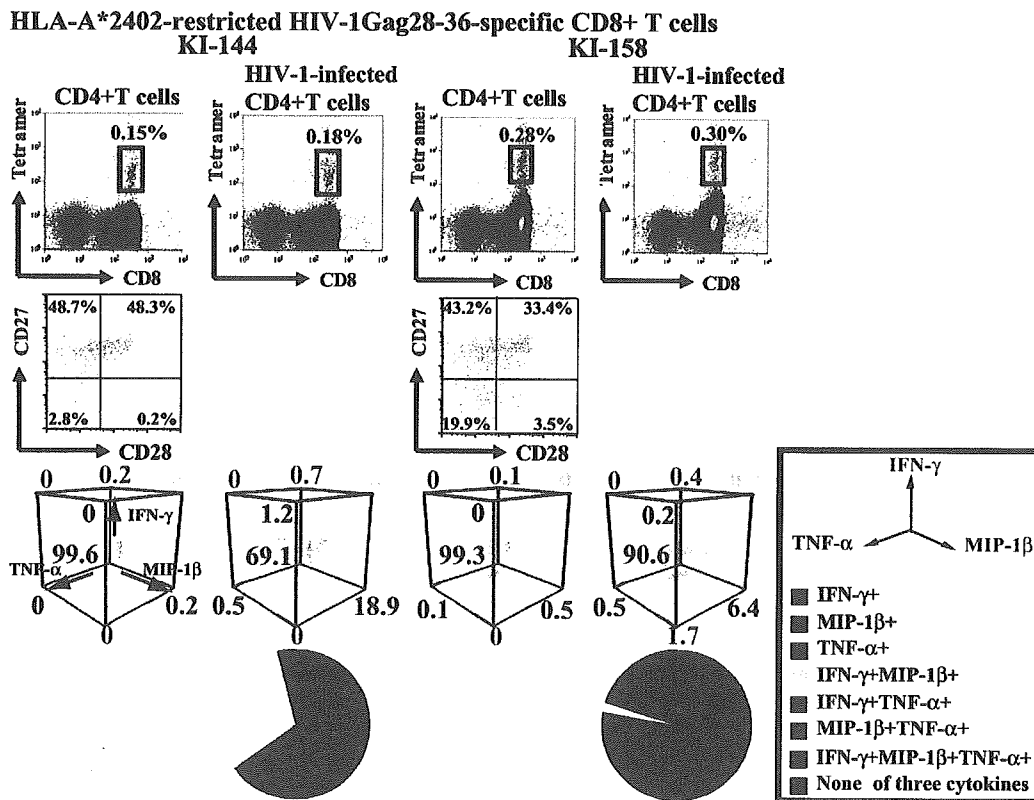 HLA-A*2402-restricted HIV-1Gag28-36-specific CD8+ T cells
KI-144
KI-158
CD4+T cells
HIV-1-infected
CD4+T cells
CD4+T cells
HIV-1-infected
CD4+T cells
Tetramer
0.15%
CD8
Tetramer
0.18%
CD8
Tetramer
0.28%
CD8
Tetramer
0.30%
CD8
CD27
48.7% 48.3%
2.8% 0.2%
CD28
CD27
43.2% 33.4%
19.9% 3.5%
CD28
0 0.2
0
IFN-γ
99.6
TNF-α MIP-1β
0 0.2
0
0 0.7
1.2
69.1
0.5 18.9
0
0 0.1
0
99.3
0.1 0.5
0
0 0.4
0.2
90.6
0.5 6.4
1.7
IFN-γ
TNF-α
MIP-1β
IFN-γ+
MIP-1β+
TNF-α+
IFN-γ+MIP-1β+
IFN-γ+TNF-α+
MIP-1β+TNF-α+
IFN-γ+MIP-1β+TNF-α+
None of three cytokines